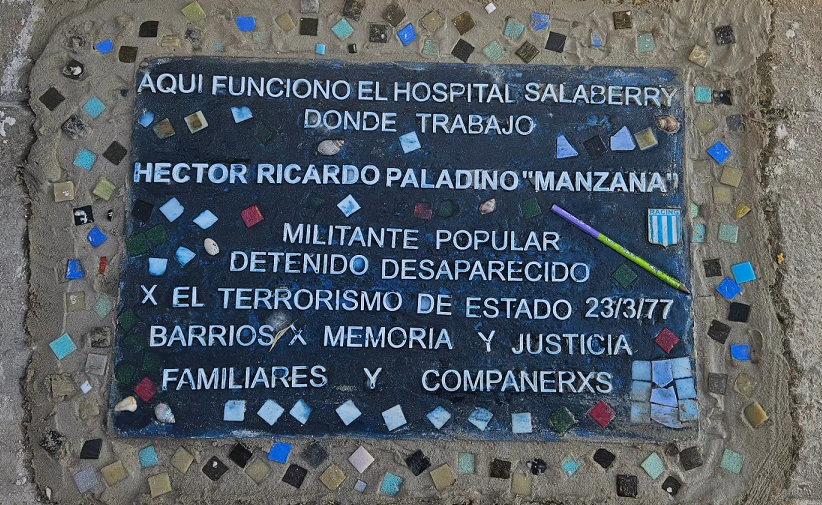 AQUI FUNCIONO EL HOSPITAL SALABERRY
DONDE TRABAJO
HECTOR RICARDO PALADINO "MANZANA"
RACING
MILITANTE POPULAR
DETENIDO DESAPARECIDO
X EL TERRORISMO DE ESTADO 23/3/77
BARRIOS X MEMORIA Y JUSTICIA
FAMILIARES Y COMPANERXS